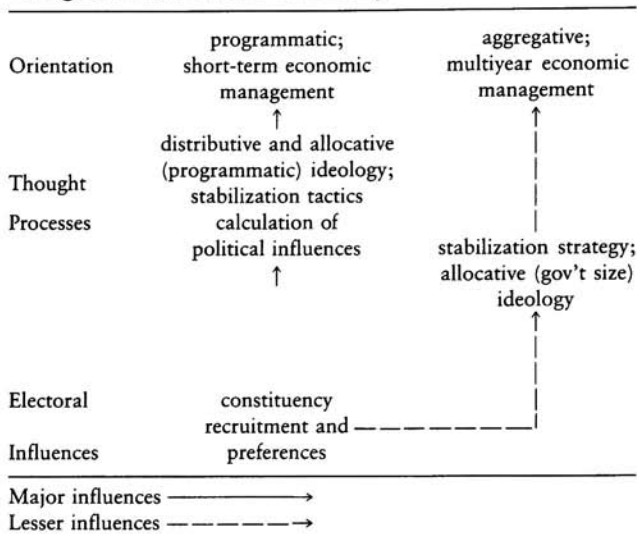 programmatic; aggregative;
Orientation short-term economic multiyear economic
management management
↑ ↑
distributive and allocative
(programmatic) ideology;
Thought stabilization tactics
Processes calculation of
political influences stabilization strategy;
↑ allocative (gov't size)
ideology
↑
Electoral constituency
recruitment and
Influences preferences
Major influences
Lesser influences